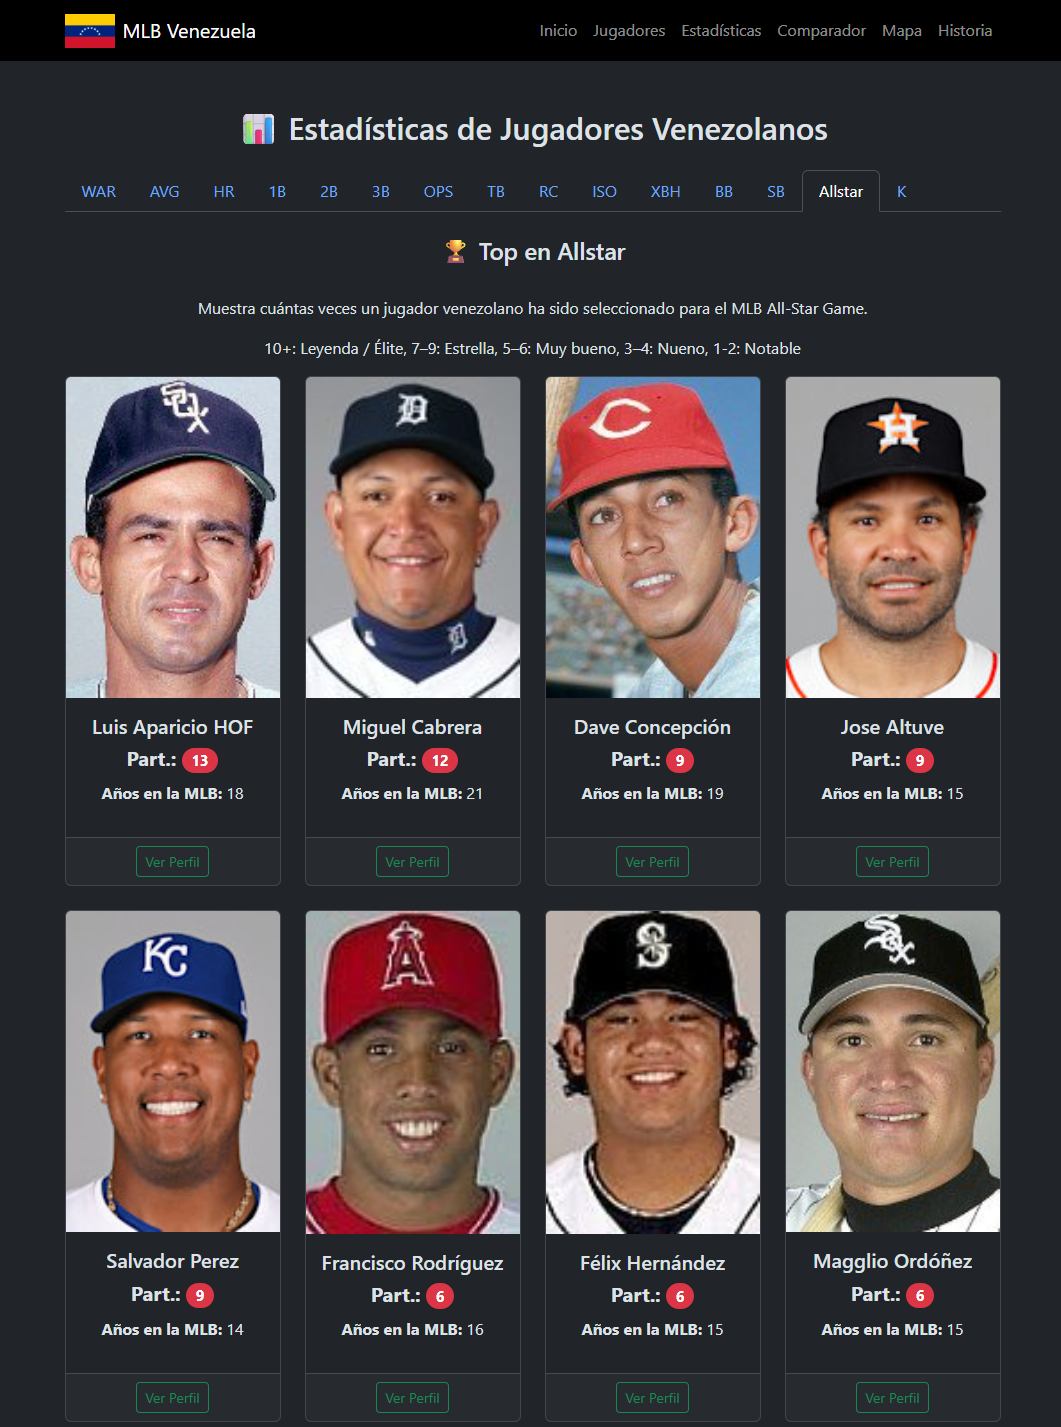 MLB Venezuela
Inicio Jugadores Estadísticas Comparador Mapa Historia
Estadísticas de Jugadores Venezolanos
WAR AVG HR 1B 2B 3B OPS TB RC ISO XBH BB SB Allstar K
Top en Allstar
Muestra cuántas veces un jugador venezolano ha sido seleccionado para el MLB All-Star Game.
10+: Leyenda / Élite, 7–9: Estrella, 5–6: Muy bueno, 3–4: Nueno, 1-2: Notable
SOX
D
C
H
Luis Aparicio HOF
Part.: 13
Años en la MLB: 18
Ver Perfil
Miguel Cabrera
Part.: 12
Años en la MLB: 21
Ver Perfil
Dave Concepción
Part.: 9
Años en la MLB: 19
Ver Perfil
Jose Altuve
Part.: 9
Años en la MLB: 15
Ver Perfil
KC
A
S
Sox
Salvador Perez
Part.: 9
Años en la MLB: 14
Ver Perfil
Francisco Rodríguez
Part.: 6
Años en la MLB: 16
Ver Perfil
Félix Hernández
Part.: 6
Años en la MLB: 15
Ver Perfil
Magglio Ordóñez
Part.: 6
Años en la MLB: 15
Ver Perfil